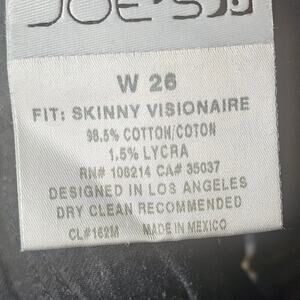 JOE'S
W 26
FIT: SKINNY VISIONAIRE
98.5% COTTON/COTON
1.5% LYCRA
RN# 106214 CA# 35037
DESIGNED IN LOS ANGELES
DRY CLEAN RECOMMENDED
CL#162M MADE IN MEXICO